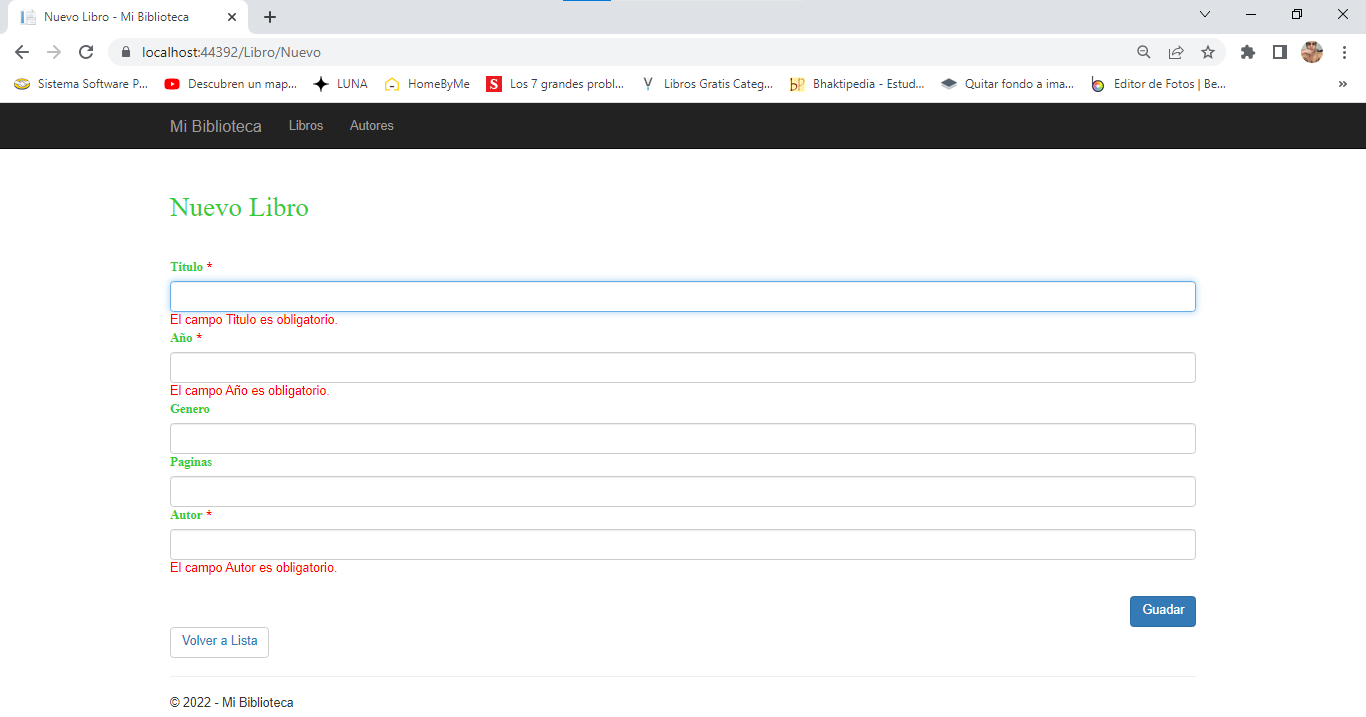 Nuevo Libro - Mi Biblioteca
localhost:44392/Libro/Nuevo
Sistema Software P... Descubren un map... LUNA HomeByMe S Los 7 grandes probl... Libros Gratis Categ... bp Bhaktipedia - Estud... Quitar fondo a ima... Editor de Fotos | Be... »
Mi Biblioteca Libros Autores
Nuevo Libro
Titulo *
El campo Titulo es obligatorio.
Año *
El campo Año es obligatorio.
Genero
Paginas
Autor *
El campo Autor es obligatorio.
Guadar
Volver a Lista
© 2022 - Mi Biblioteca